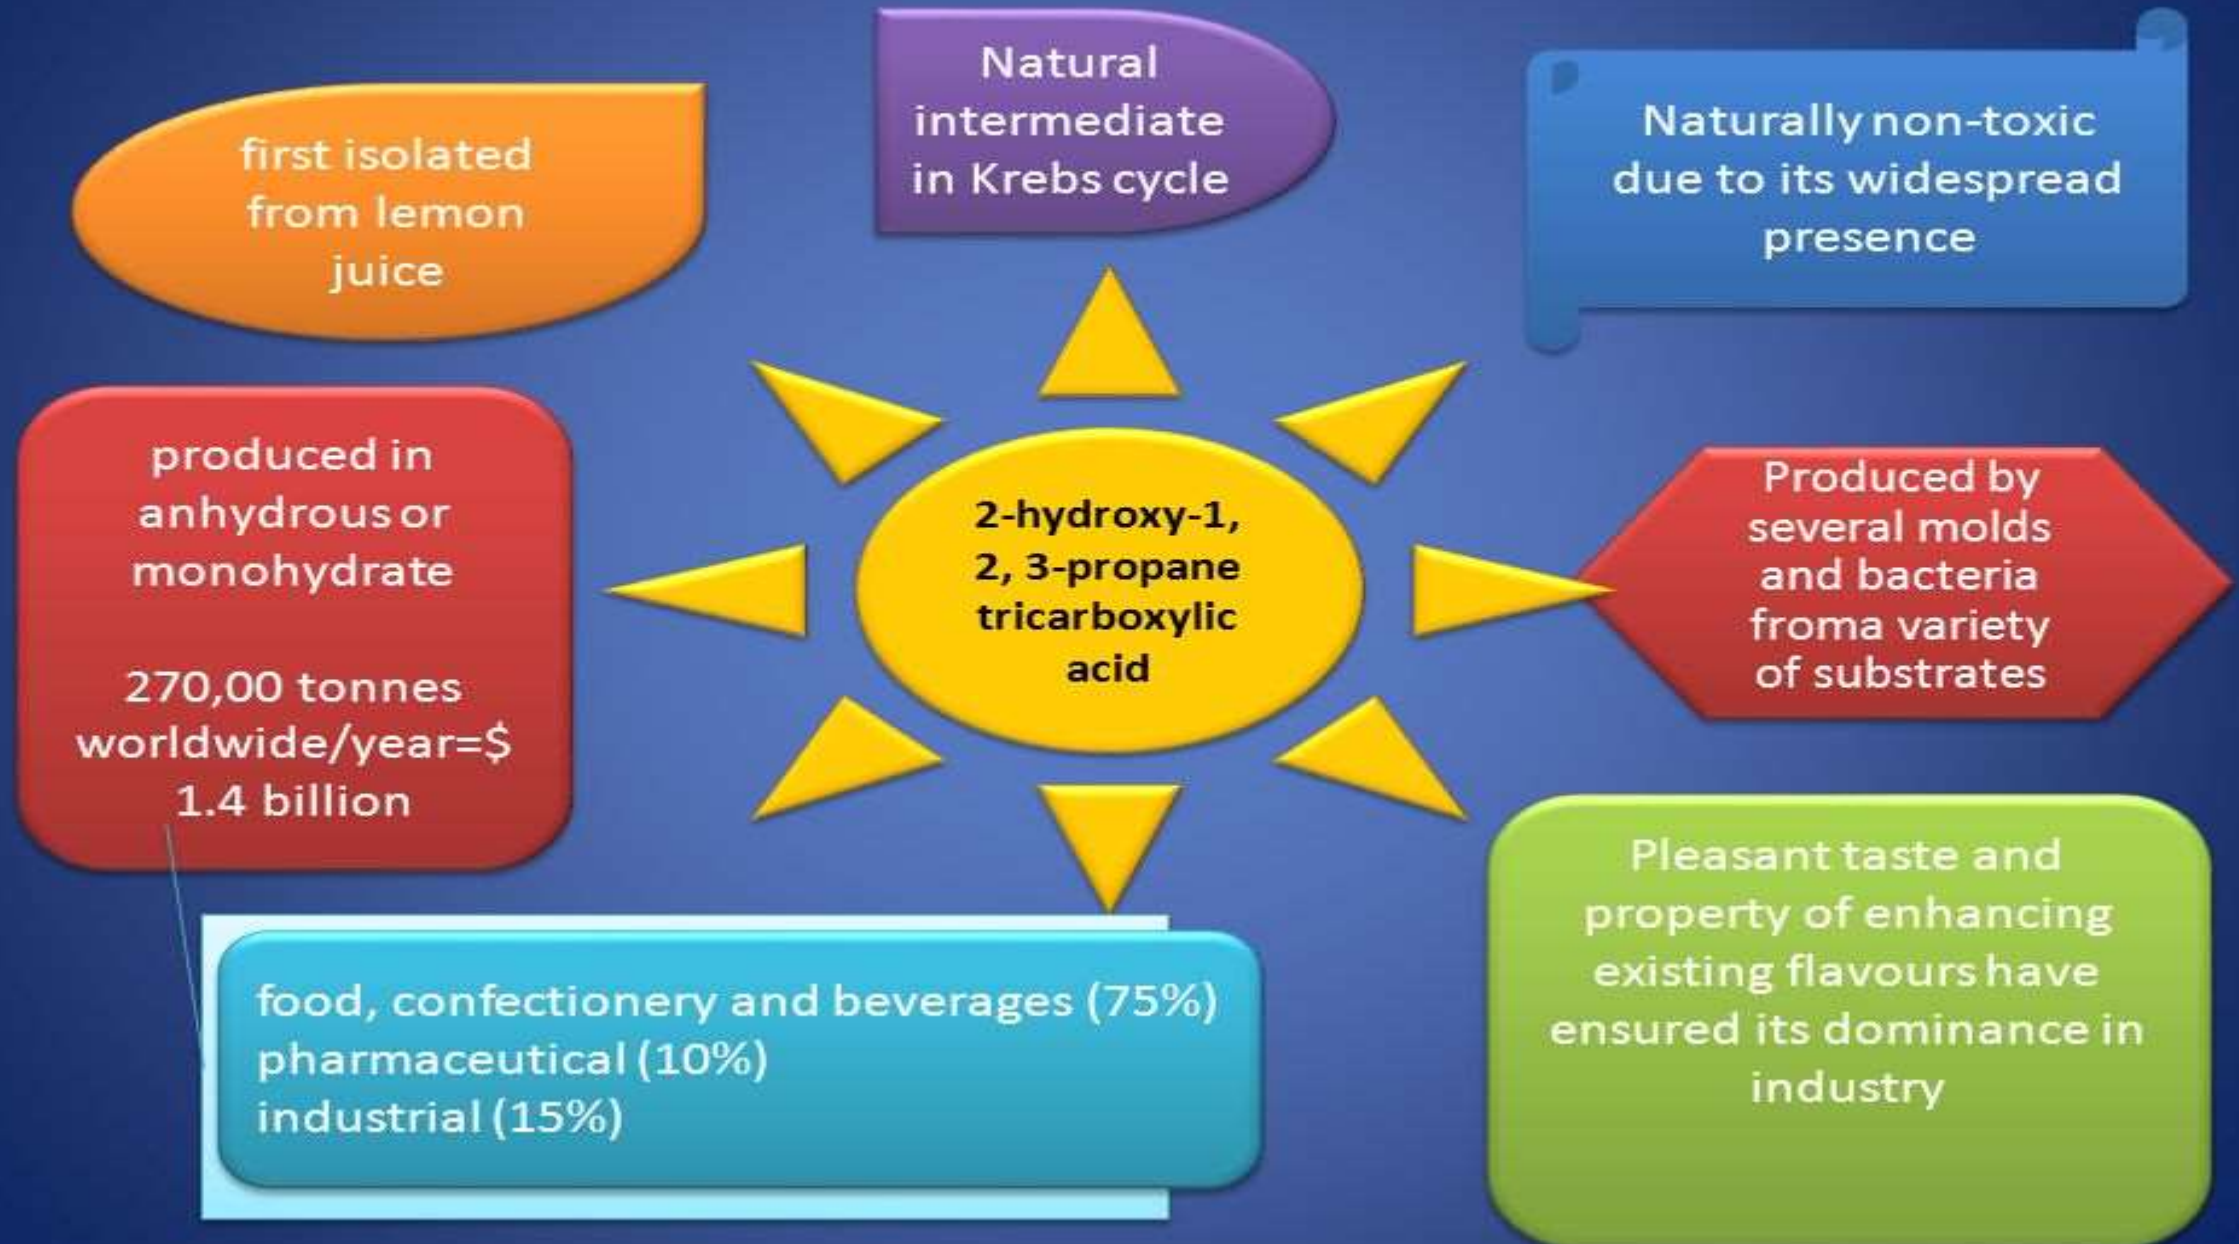 first isolated
from lemon
juice
Natural
intermediate
in Krebs cycle
Naturally non-toxic
due to its widespread
presence
produced in
anhydrous or
monohydrate
270,00 tonnes
worldwide/year=$
1.4 billion
2-hydroxy-1,
2, 3-propane
tricarboxylic
acid
Produced by
several molds
and bacteria
froma variety
of substrates
food, confectionery and beverages (75%)
pharmaceutical (10%)
industrial (15%)
Pleasant taste and
property of enhancing
existing flavours have
ensured its dominance in
industry